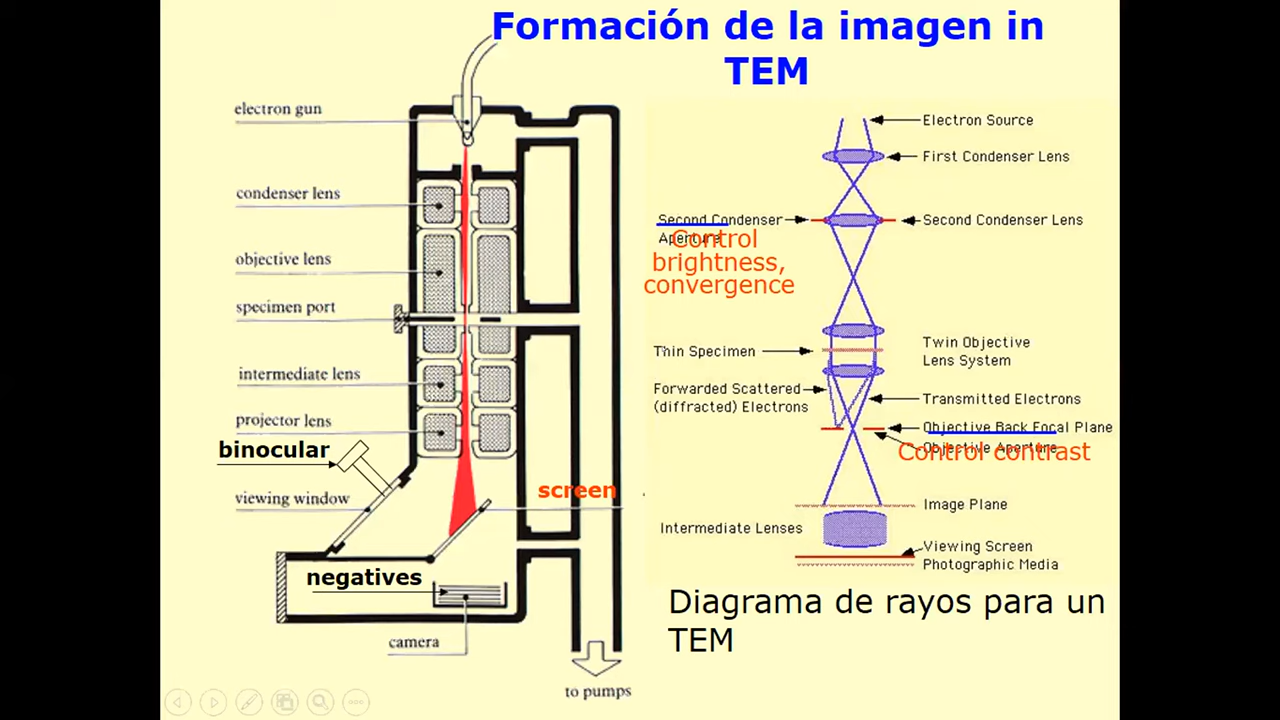 Formación de la imagen in
TEM
electron gun
condenser lens
objective lens
specimen port
intermediate lens
projector lens
binocular
viewing window
screen
negatives
camera
to pumps
Electron Source
First Condenser Lens
Second Condenser
Aperture
Second Condenser Lens
Control
brightness,
convergence
Thin Specimen
Twin Objective
Lens System
Forwarded Scattered
(diffracted) Electrons
Transmitted Electrons
Objective Back Focal Plane
Objective Aperture
Control contrast
Image Plane
Intermediate Lenses
Viewing Screen
Photographic Media
Diagrama de rayos para un
TEM